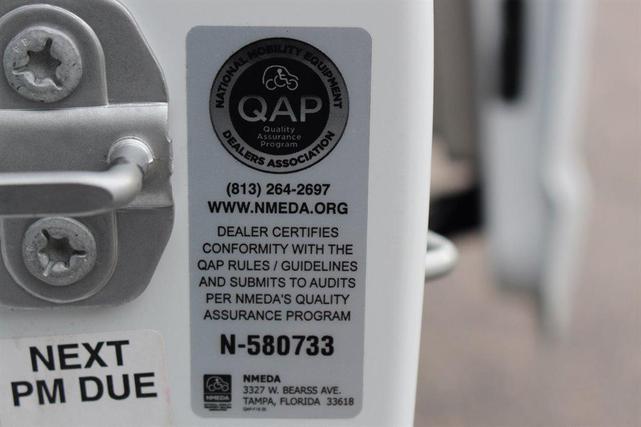 NATIONAL MOBILITY EQUIPMENT
QAP
Quality
Assurance
Program
DEALERS ASSOCIATION
(813) 264-2697
WWW.NMEDA.ORG
DEALER CERTIFIES
CONFORMITY WITH THE
QAP RULES / GUIDELINES
AND SUBMITS TO AUDITS
PER NMEDA'S QUALITY
ASSURANCE PROGRAM
N-580733
NMEDA
NMEDA
3327 W. BEARSS AVE.
TAMPA, FLORIDA 33618
NEXT
PM DUE